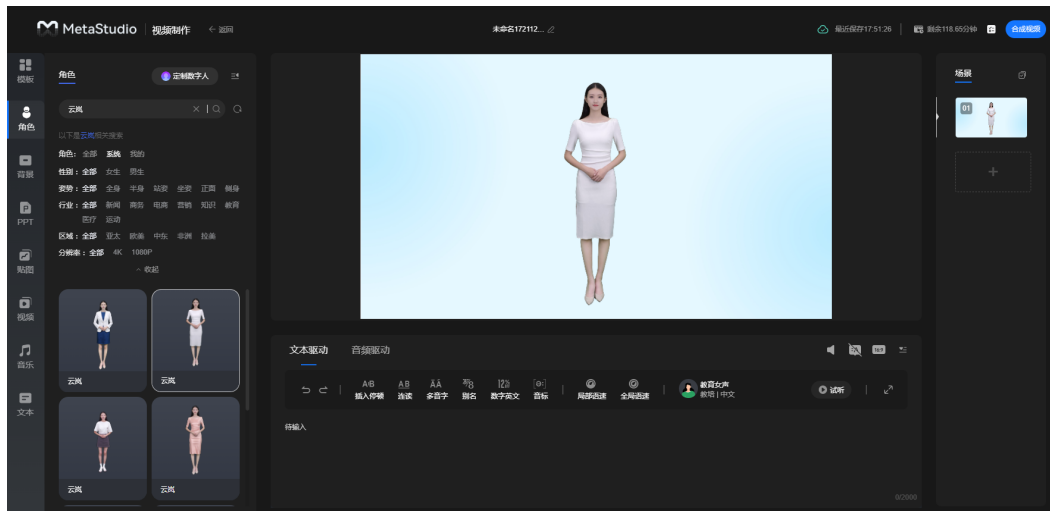 MetaStudio 视频制作 ← 返回
未命名172112...
最近保存17:51:26
剩余118.65分钟
合成视频
模板
角色
背景
PPT
贴图
视频
音乐
文本
角色
定制数字人
云岚
以下是云岚相关搜索
角色: 全部 系统 我的
性别: 全部 女生 男生
姿势: 全部 全身 半身 站姿 坐姿 正面 侧身
行业: 全部 新闻 商务 电商 营销 知识 教育
医疗 运动
区域: 全部 亚太 欧美 中东 非洲 拉美
分辨率: 全部 4K 1080P
收起
云岚
云岚
云岚
云岚
文本驱动 音频驱动
16:9
插入停顿 连读 多音字 别名 数字英文 音标 局部语速 全局语速
教育女声
教培 | 中文
试听
待输入
0/2000
场景
01